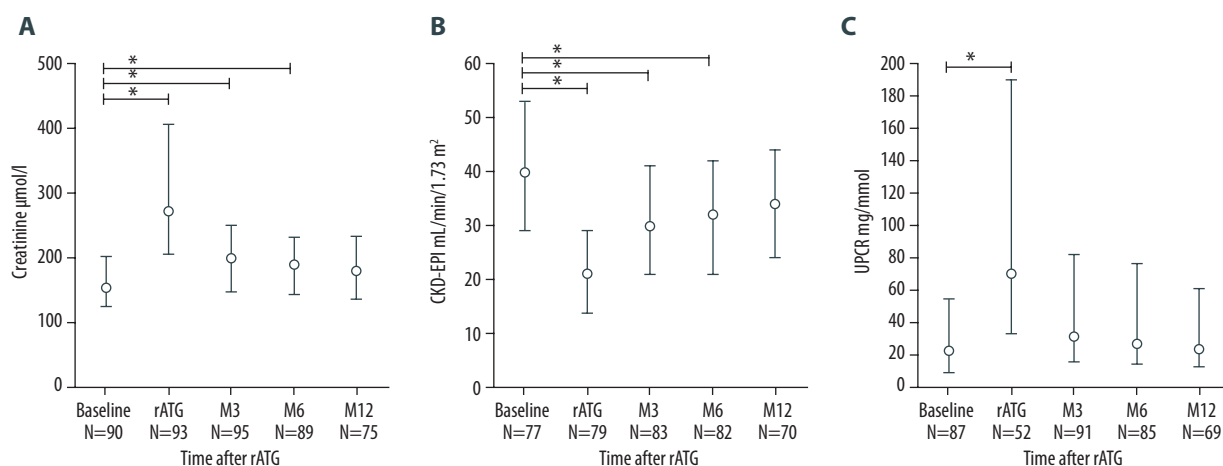 A
500
400
300
200
100
0
Creatinine µmol/l
* * *
Baseline rATG M3 M6 M12
N=90 N=93 N=95 N=89 N=75
Time after rATG
B
60
50
40
30
20
10
0
CKD-EPI mL/min/1.73 m²
* * *
Baseline rATG M3 M6 M12
N=77 N=79 N=83 N=82 N=70
Time after rATG
C
200
180
160
140
120
100
80
60
40
20
0
UPCR mg/mmol
*
Baseline rATG M3 M6 M12
N=87 N=52 N=91 N=85 N=69
Time after rATG